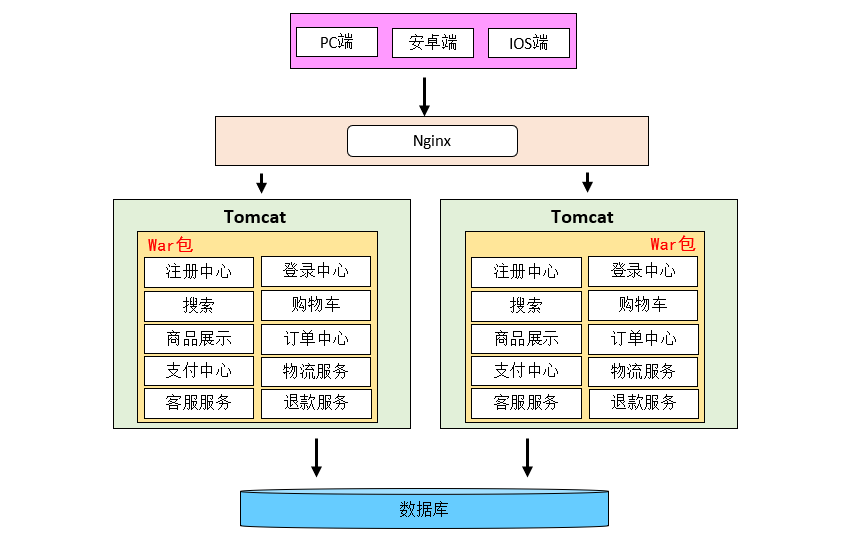 PC端 安卓端 IOS端
Nginx
Tomcat
War包
注册中心 登录中心
搜索 购物车
商品展示 订单中心
支付中心 物流服务
客服服务 退款服务
Tomcat
War包
注册中心 登录中心
搜索 购物车
商品展示 订单中心
支付中心 物流服务
客服服务 退款服务
数据库